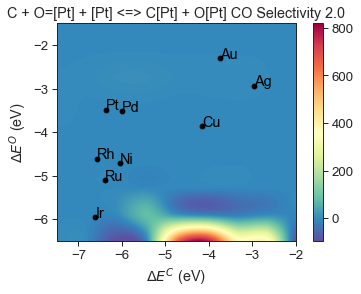 C + O=[Pt] + [Pt] <=> C[Pt] + O[Pt] CO Selectivity 2.0
Au
Ag
Pt
Pd
Cu
Rh
Ni
Ru
Ir
−2
−3
−4
−5
−6
−7
−6
−5
−4
−3
−2
ΔE^O (eV)
ΔE^C (eV)
800
600
400
200
0